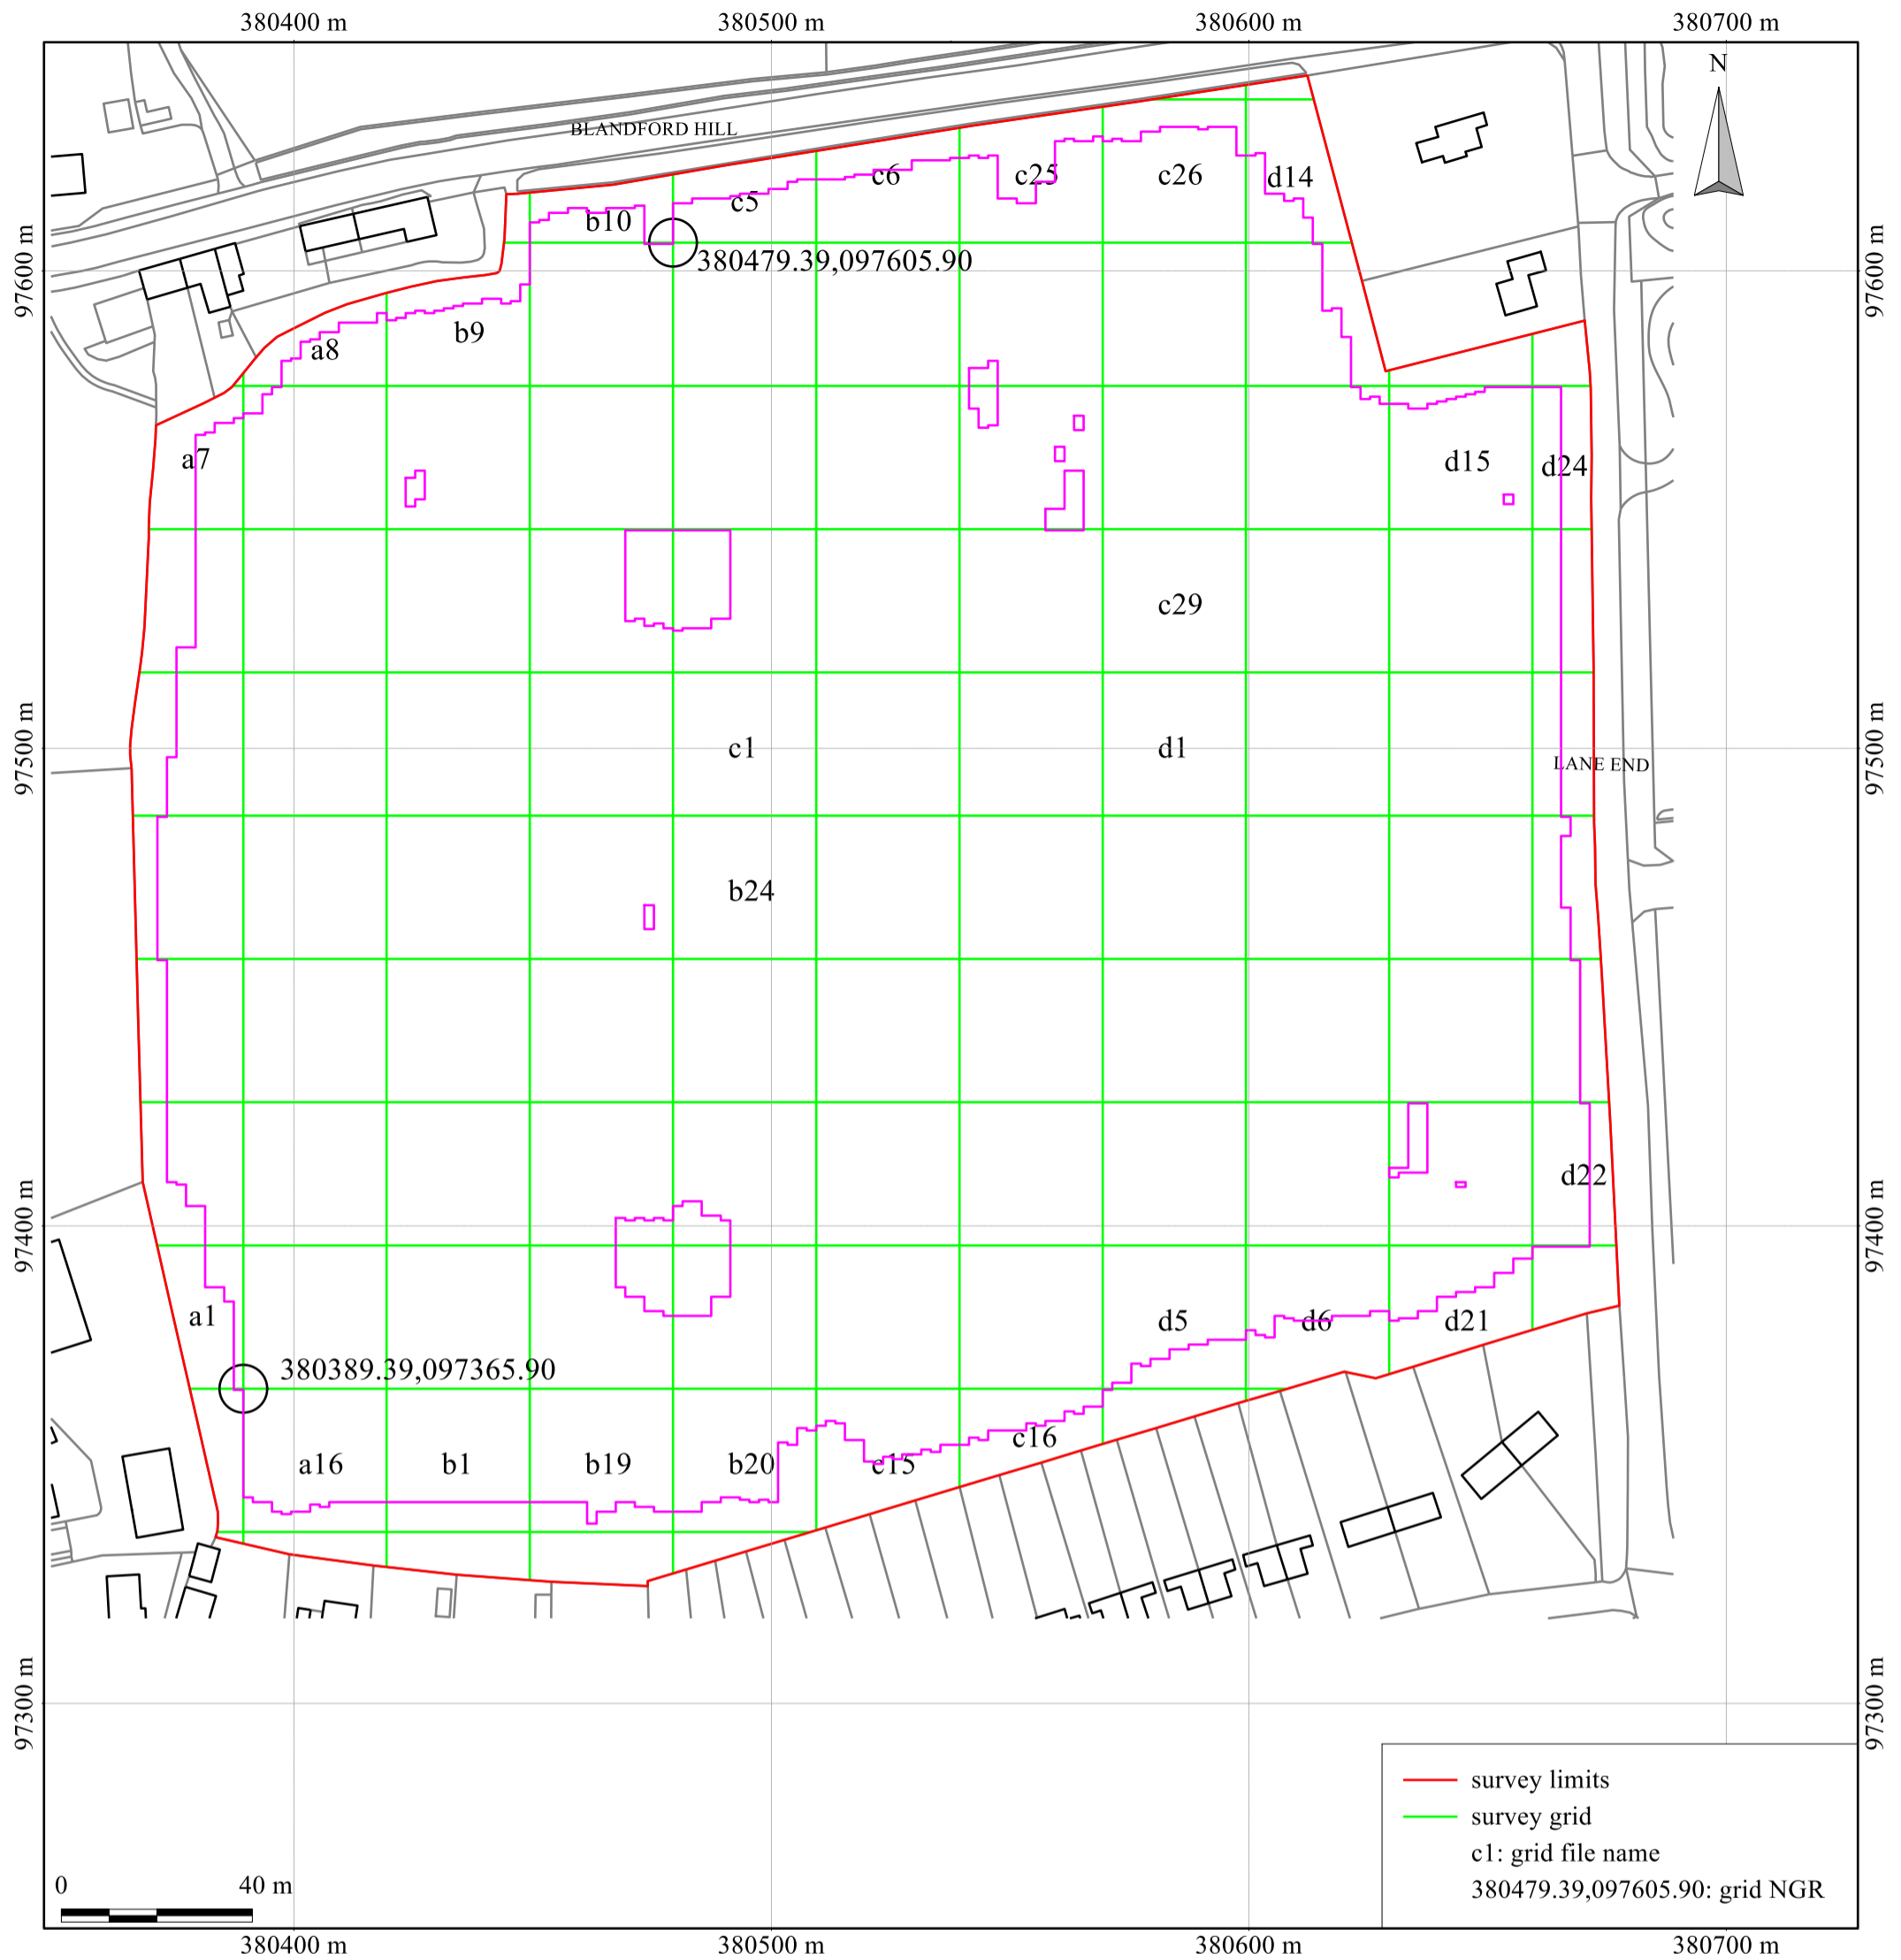 380400 m
380500 m
380600 m
380700 m
N
BLANDFORD HILL
c6
c25
c26
d14
c5
b10
97600 m
380479.39,097605.90
97600 m
b9
a8
a7
d15
d24
c29
97500 m
c1
d1
LANE END
97500 m
b24
d22
97400 m
97400 m
a1
d5
d6
d21
380389.39,097365.90
c16
a16
b1
b19
b20
c15
97300 m
97300 m
survey limits
survey grid
c1: grid file name
380479.39,097605.90: grid NGR
0
40 m
380400 m
380500 m
380600 m
380700 m